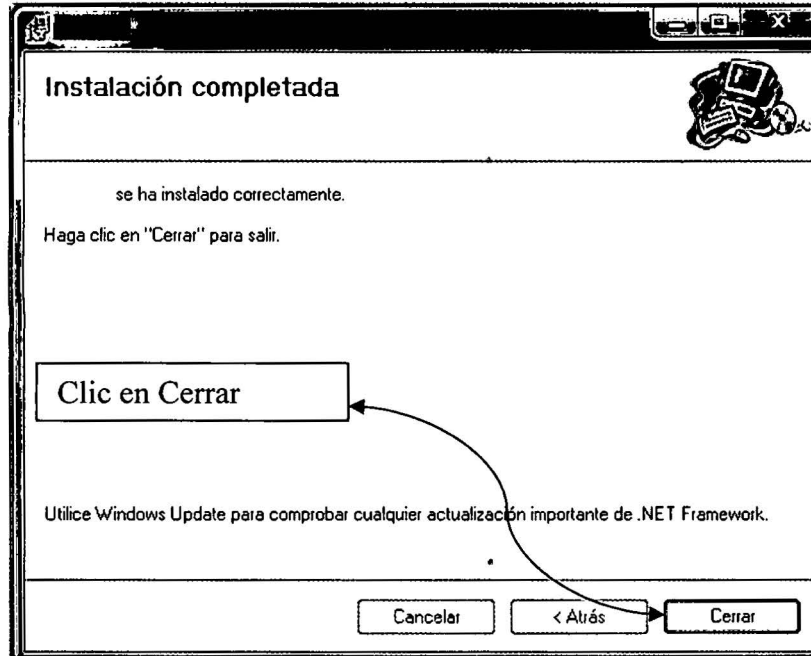 Instalación completada
se ha instalado correctamente.
Haga clic en "Cerrar" para salir.
Clic en Cerrar
Utilice Windows Update para comprobar cualquier actualización importante de .NET Framework.
Cancelar
< Atrás
Cerrar